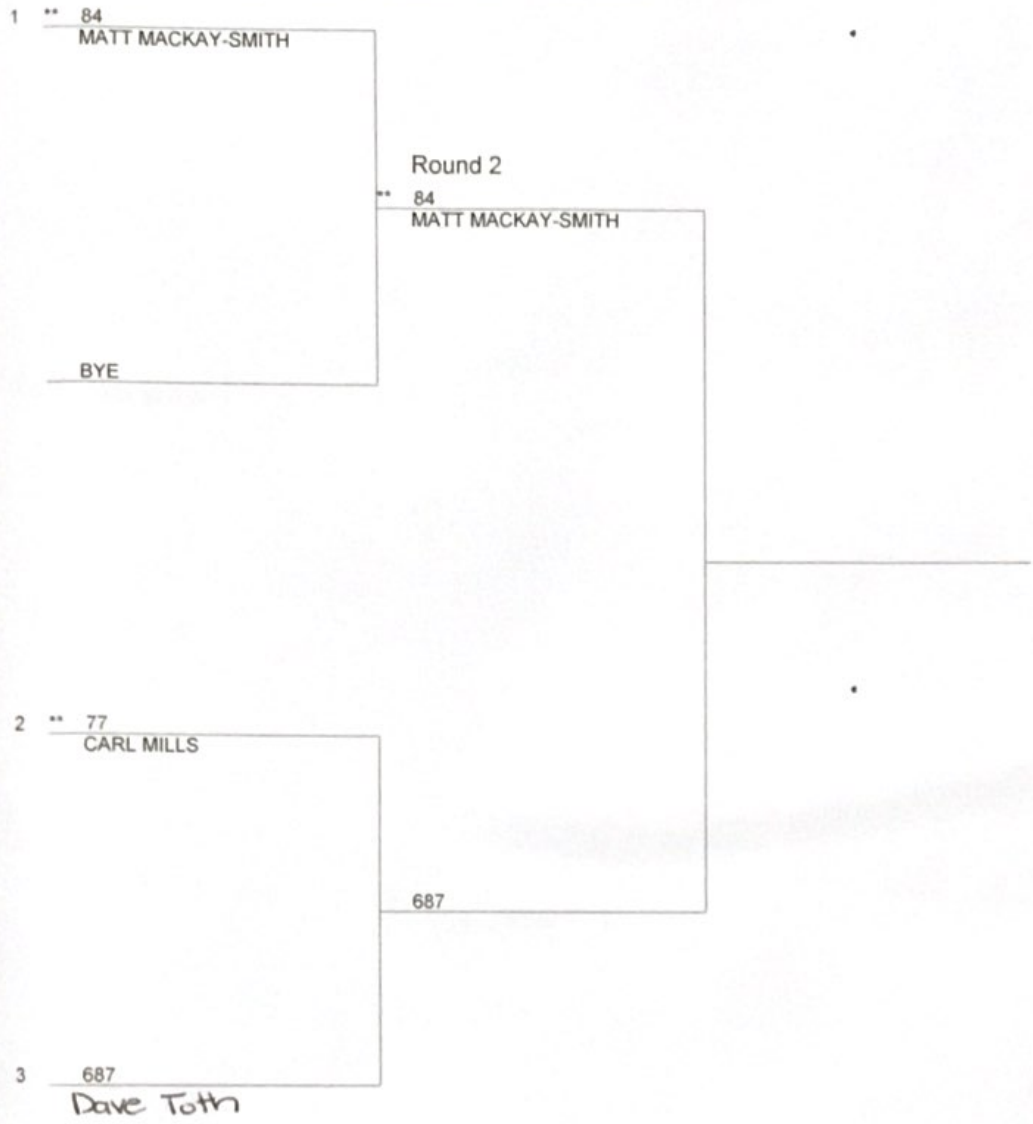 1 ** 84
MATT MACKAY-SMITH
Round 2
** 84
MATT MACKAY-SMITH
BYE
2 ** 77
CARL MILLS
687
3 687
Dave Toth